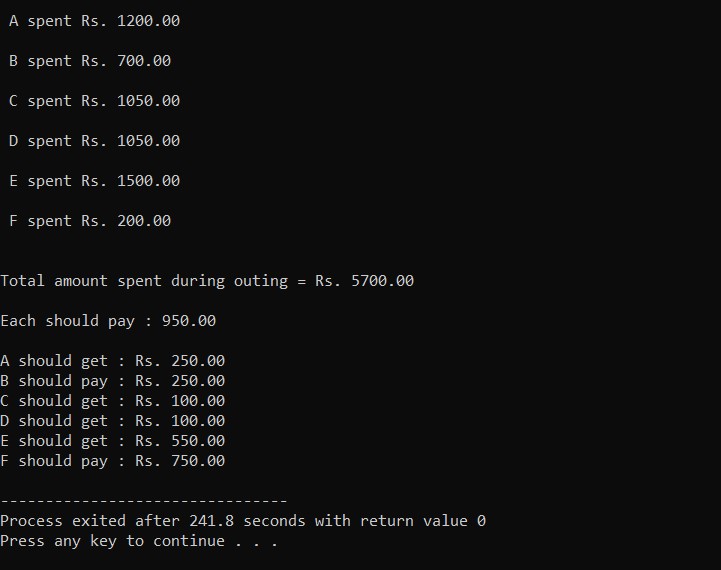 A spent Rs. 1200.00
B spent Rs. 700.00
C spent Rs. 1050.00
D spent Rs. 1050.00
E spent Rs. 1500.00
F spent Rs. 200.00
Total amount spent during outing = Rs. 5700.00
Each should pay : 950.00
A should get : Rs. 250.00
B should pay : Rs. 250.00
C should get : Rs. 100.00
D should get : Rs. 100.00
E should get : Rs. 550.00
F should pay : Rs. 750.00
--------------------------------
Process exited after 241.8 seconds with return value 0
Press any key to continue . . .